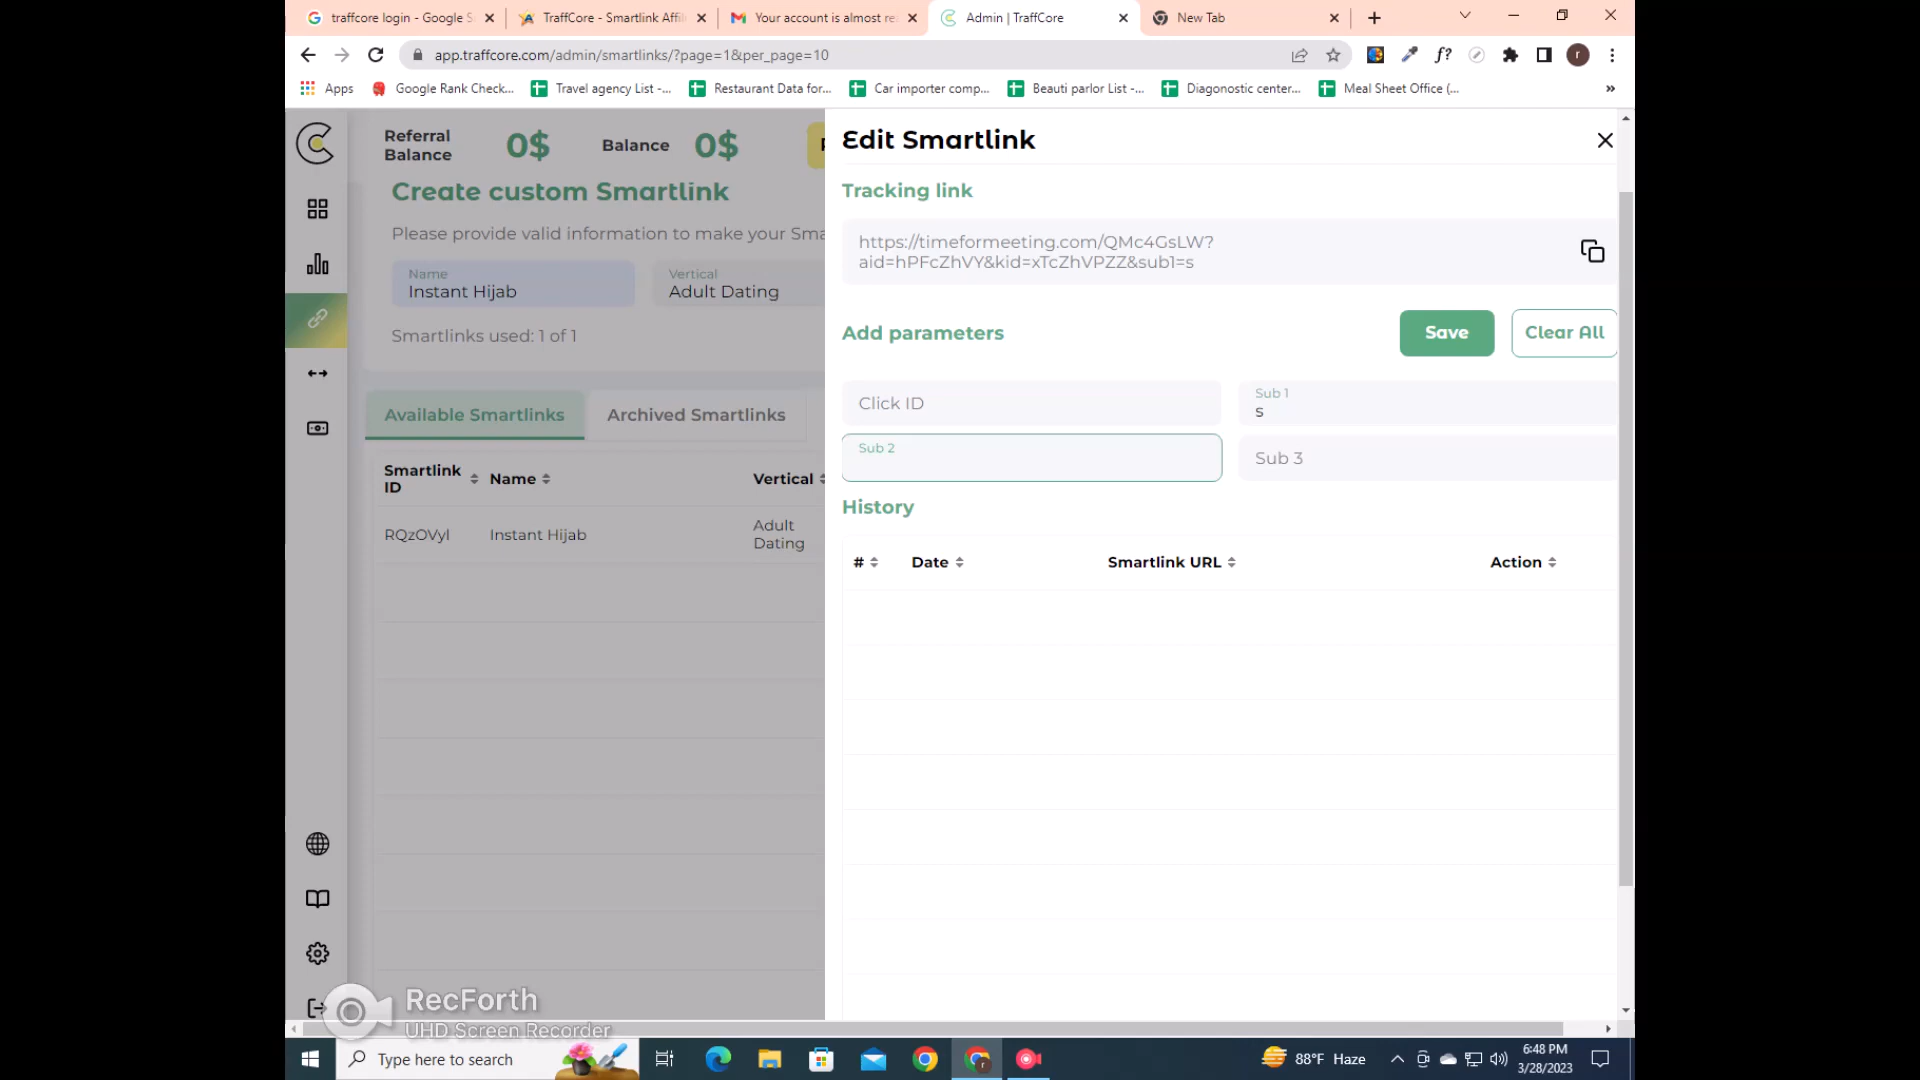 traffcore login - Google S
TraffCore - Smartlink Affili
Your account is almost re
Admin | TraffCore
New Tab
app.traffcore.com/admin/smartlinks/?page=1&per_page=10
f?
r
Apps
Google Rank Check...
Travel agency List -...
Restaurant Data for...
Car importer comp...
Beauti parlor List -...
Diagonostic center...
Meal Sheet Office (...
»
Referral
Balance
0$
Balance
0$
Create custom Smartlink
Please provide valid information to make your Sma
Name
Instant Hijab
Vertical
Adult Dating
Smartlinks used: 1 of 1
Available Smartlinks
Archived Smartlinks
Smartlink
ID
Name
Vertical
RQzOVyl
Instant Hijab
Adult
Dating
Edit Smartlink
Tracking link
https://timeformeeting.com/QMc4GsLW?
aid=hPFcZhVY&kid=xTcZhVPZZ&sub1=s
Add parameters
Save
Clear All
Click ID
Sub 1
s
Sub 2
Sub 3
History
#
Date
Smartlink URL
Action
RecForth
UHD Screen Recorder
Type here to search
88°F Haze
6:48 PM
3/28/2023